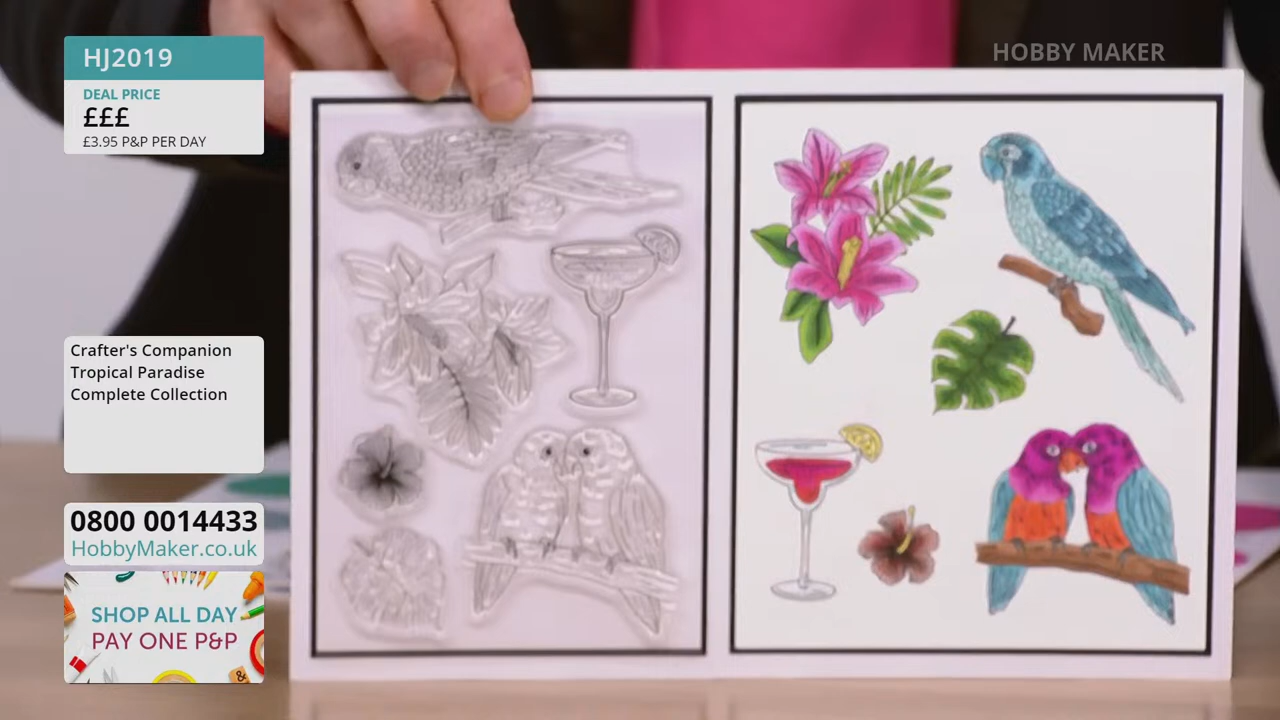 HJ2019
DEAL PRICE
£££
£3.95 P&P PER DAY
HOBBY MAKER
Crafter's Companion
Tropical Paradise
Complete Collection
0800 0014433
HobbyMaker.co.uk
SHOP ALL DAY
PAY ONE P&P
&